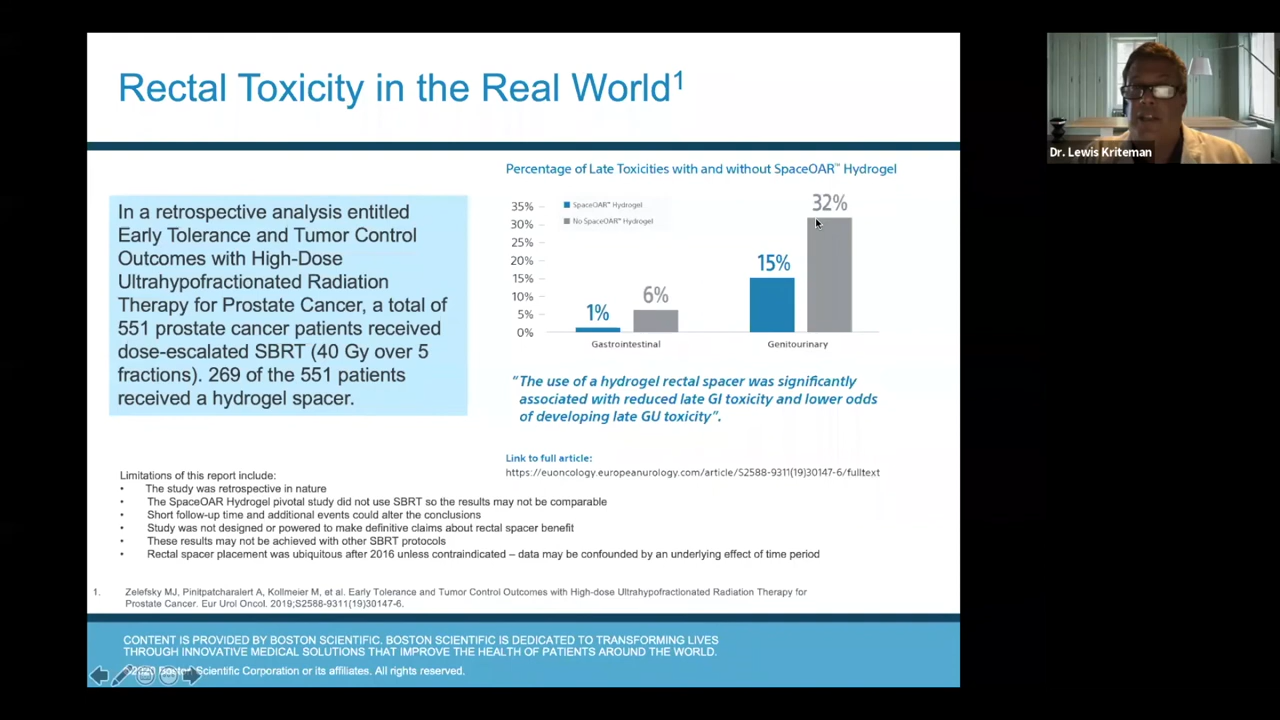 Rectal Toxicity in the Real World1
In a retrospective analysis entitled
Early Tolerance and Tumor Control
Outcomes with High-Dose
Ultrahypofractionated Radiation
Therapy for Prostate Cancer, a total of
551 prostate cancer patients received
dose-escalated SBRT (40 Gy over 5
fractions). 269 of the 551 patients
received a hydrogel spacer.
Percentage of Late Toxicities with and without SpaceOAR™ Hydrogel
35%
30%
25%
20%
15%
10%
5%
0%
SpaceOAR™ Hydrogel
No SpaceOAR™ Hydrogel
1%
6%
15%
32%
Gastrointestinal
Genitourinary
"The use of a hydrogel rectal spacer was significantly
associated with reduced late GI toxicity and lower odds
of developing late GU toxicity".
Link to full article:
https://euoncology.europeanurology.com/article/S2588-9311(19)30147-6/fulltext
Limitations of this report include:
• The study was retrospective in nature
• The SpaceOAR Hydrogel pivotal study did not use SBRT so the results may not be comparable
• Short follow-up time and additional events could alter the conclusions
• Study was not designed or powered to make definitive claims about rectal spacer benefit
• These results may not be achieved with other SBRT protocols
• Rectal spacer placement was ubiquitous after 2016 unless contraindicated – data may be confounded by an underlying effect of time period
1. Zelefsky MJ, Pinitpatcharalert A, Kollmeier M, et al. Early Tolerance and Tumor Control Outcomes with High-dose Ultrahypofractionated Radiation Therapy for
Prostate Cancer. Eur Urol Oncol. 2019;S2588-9311(19)30147-6.
CONTENT IS PROVIDED BY BOSTON SCIENTIFIC. BOSTON SCIENTIFIC IS DEDICATED TO TRANSFORMING LIVES
THROUGH INNOVATIVE MEDICAL SOLUTIONS THAT IMPROVE THE HEALTH OF PATIENTS AROUND THE WORLD.
Scientific Corporation or its affiliates. All rights reserved.
Dr. Lewis Kriteman